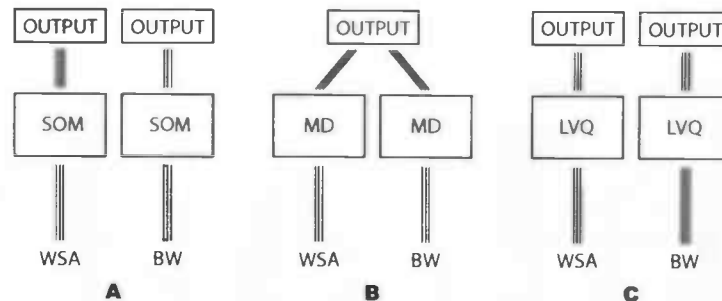 OUTPUT OUTPUT
SOM SOM
WSA BW
A
OUTPUT
MD MD
WSA BW
B
OUTPUT OUTPUT
LVQ LVQ
WSA BW
C